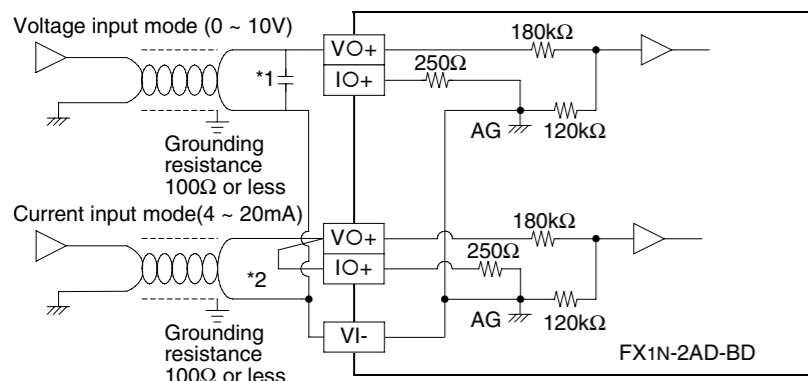 Voltage input mode (0 ~ 10V)
VO+
180kΩ
250Ω
*1
IO+
AG
120kΩ
Grounding
resistance
100Ω or less
Current input mode(4 ~ 20mA)
VO+
180kΩ
250Ω
*2
IO+
AG
120kΩ
VI-
Grounding
resistance
100Ω or less
FX1N-2AD-BD